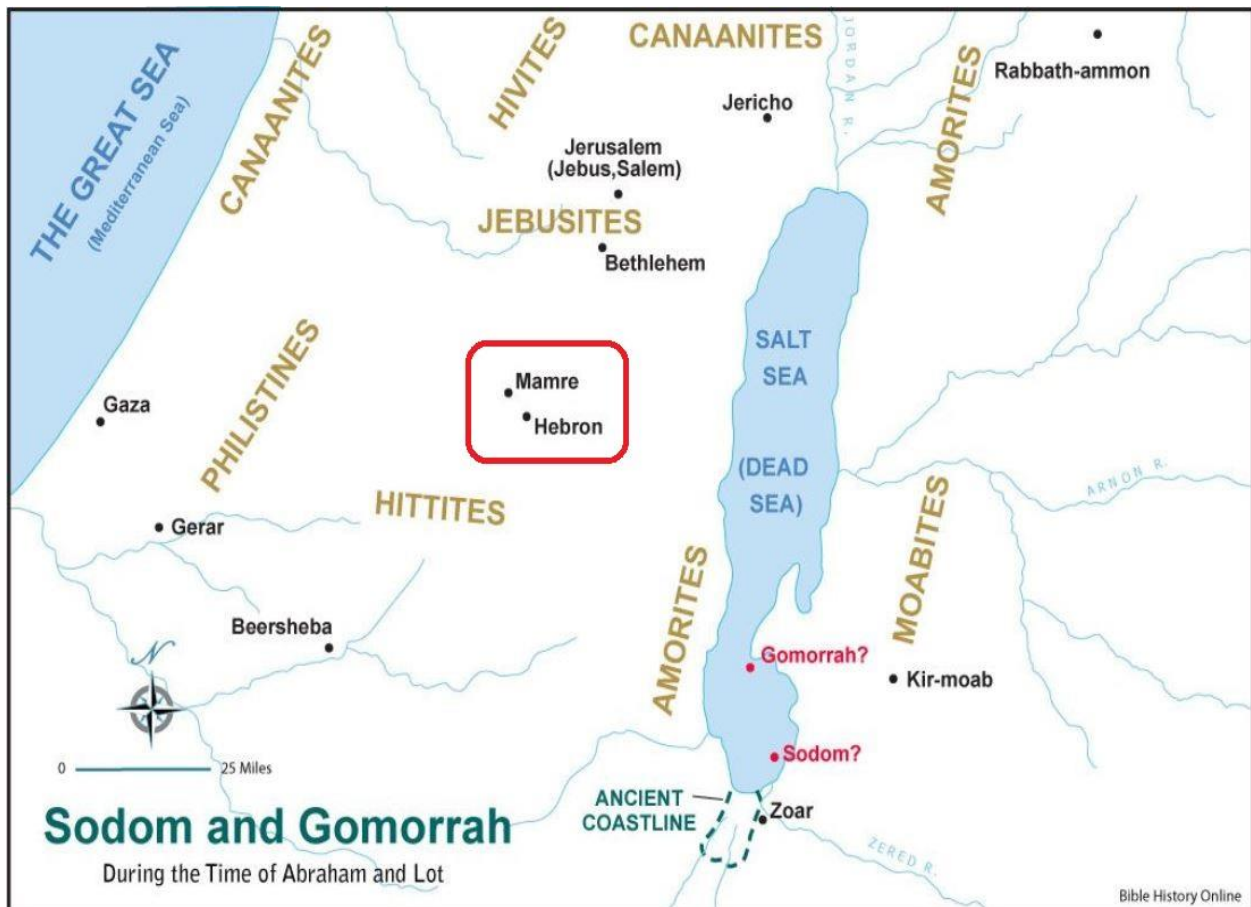 THE GREAT SEA
(Mediterranean Sea)
CANAANITES
HIVITES
CANAANITES
JORDAN R.
AMORITES
Rabbath-ammon
Jericho
Jerusalem
(Jebus,Salem)
JEBUSITES
Bethlehem
SALT
SEA
(DEAD
SEA)
Mamre
Hebron
Gaza
PHILISTINES
HITTITES
Gerar
Beersheba
AMORITES
MOABITES
ARNON R.
Gomorrah?
Kir-moab
Sodom?
N
0 25 Miles
ANCIENT
COASTLINE
Zoar
ZERED R.
Sodom and Gomorrah
During the Time of Abraham and Lot
Bible History Online